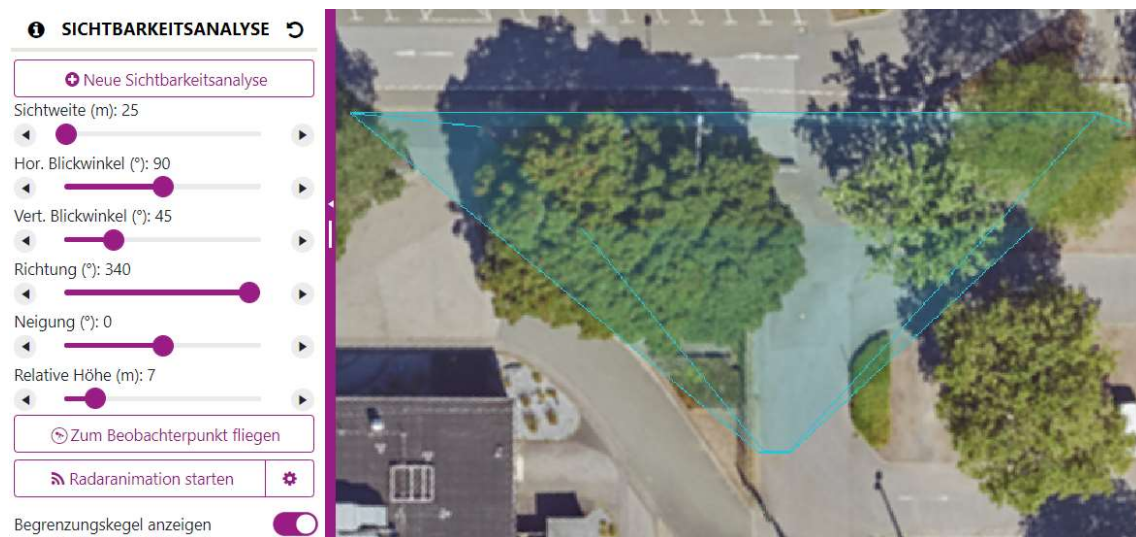 SICHTBARKEITSANALYSE
Neue Sichtbarkeitsanalyse
Sichtweite (m): 25
Hor. Blickwinkel (°): 90
Vert. Blickwinkel (°): 45
Richtung (°): 340
Neigung (°): 0
Relative Höhe (m): 7
Zum Beobachterpunkt fliegen
Radaranimation starten
Begrenzungskegel anzeigen